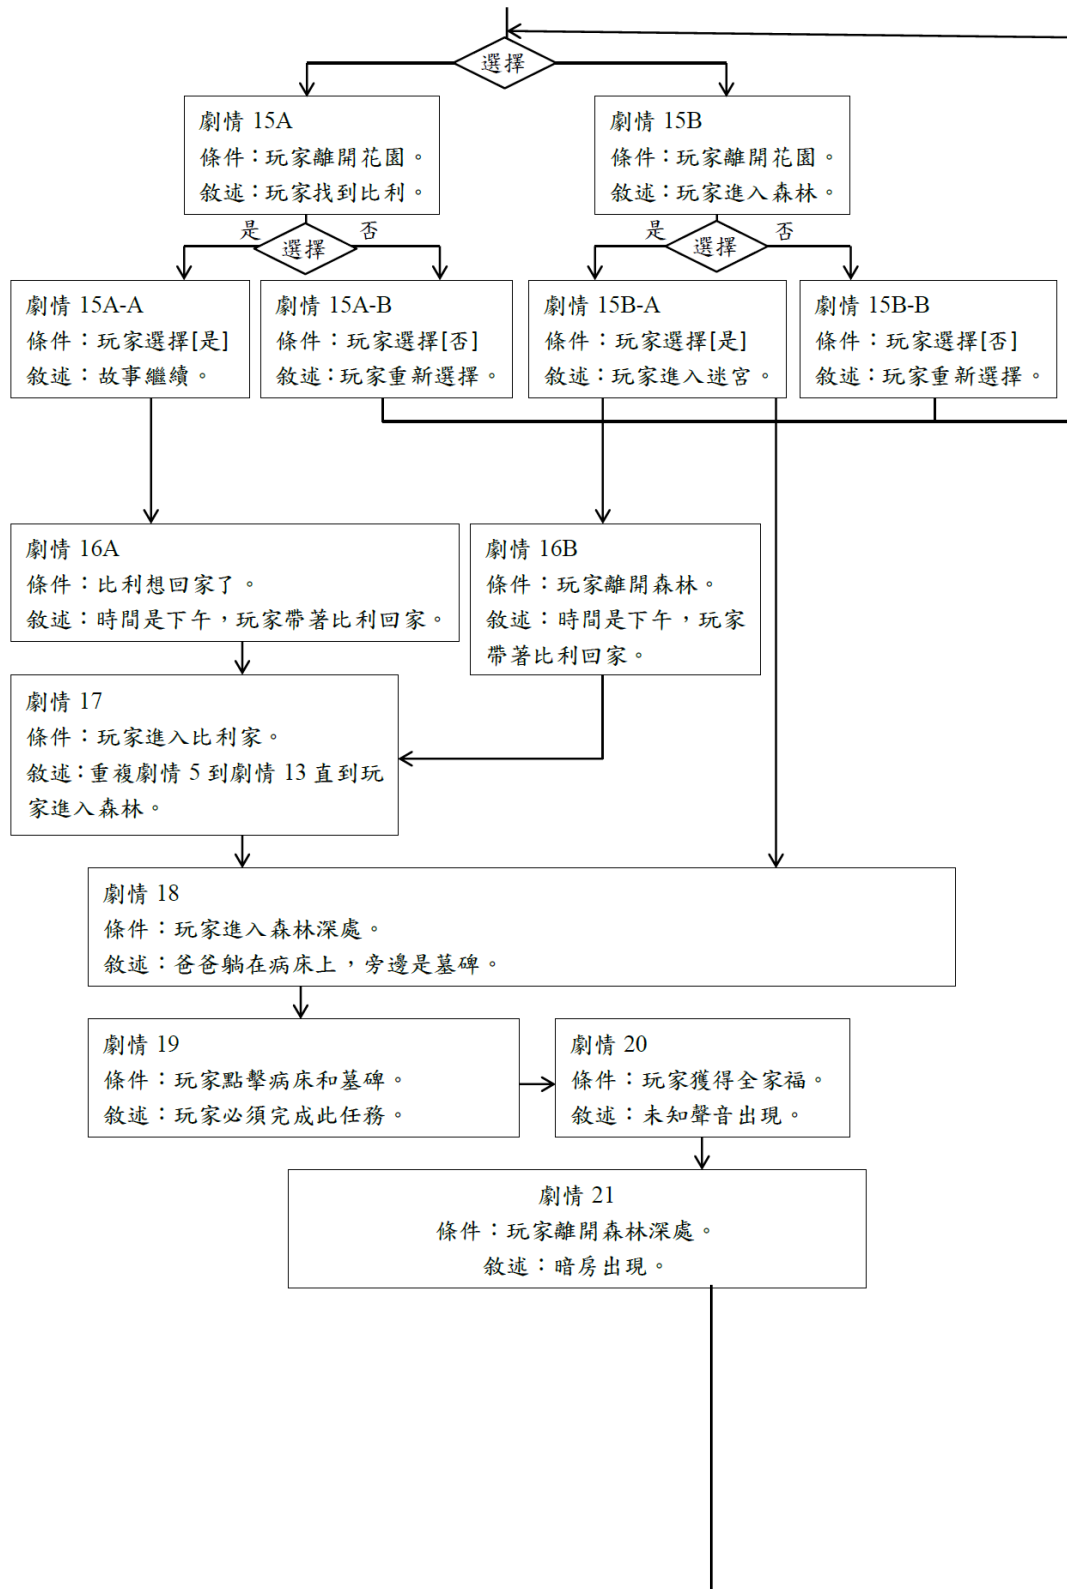 選擇
劇情 15A
條件：玩家離開花園。
敘述：玩家找到比利。
劇情 15B
條件：玩家離開花園。
敘述：玩家進入森林。
是
選擇
否
是
選擇
否
劇情 15A-A
條件：玩家選擇[是]
敘述：故事繼續。
劇情 15A-B
條件：玩家選擇[否]
敘述：玩家重新選擇。
劇情 15B-A
條件：玩家選擇[是]
敘述：玩家進入迷宮。
劇情 15B-B
條件：玩家選擇[否]
敘述：玩家重新選擇。
劇情 16A
條件：比利想回家了。
敘述：時間是下午，玩家帶著比利回家。
劇情 16B
條件：玩家離開森林。
敘述：時間是下午，玩家
帶著比利回家。
劇情 17
條件：玩家進入比利家。
敘述：重複劇情 5 到劇情 13 直到玩
家進入森林。
劇情 18
條件：玩家進入森林深處。
敘述：爸爸躺在病床上，旁邊是墓碑。
劇情 19
條件：玩家點擊病床和墓碑。
敘述：玩家必須完成此任務。
劇情 20
條件：玩家獲得全家福。
敘述：未知聲音出現。
劇情 21
條件：玩家離開森林深處。
敘述：暗房出現。